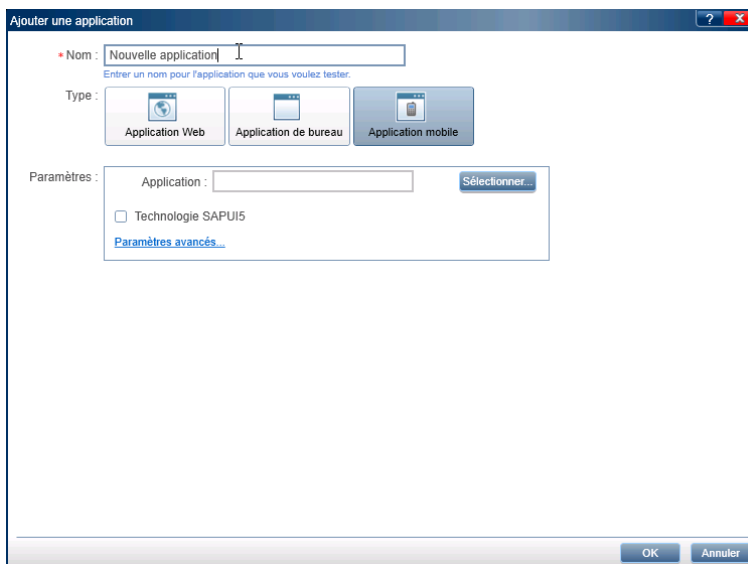 Ajouter une application
? X
* Nom : Nouvelle application
Entrer un nom pour l'application que vous voulez tester.
Type :
Application Web Application de bureau Application mobile
Paramètres :
Application : Sélectionner...
Technologie SAPUI5
Paramètres avancés...
OK Annuler